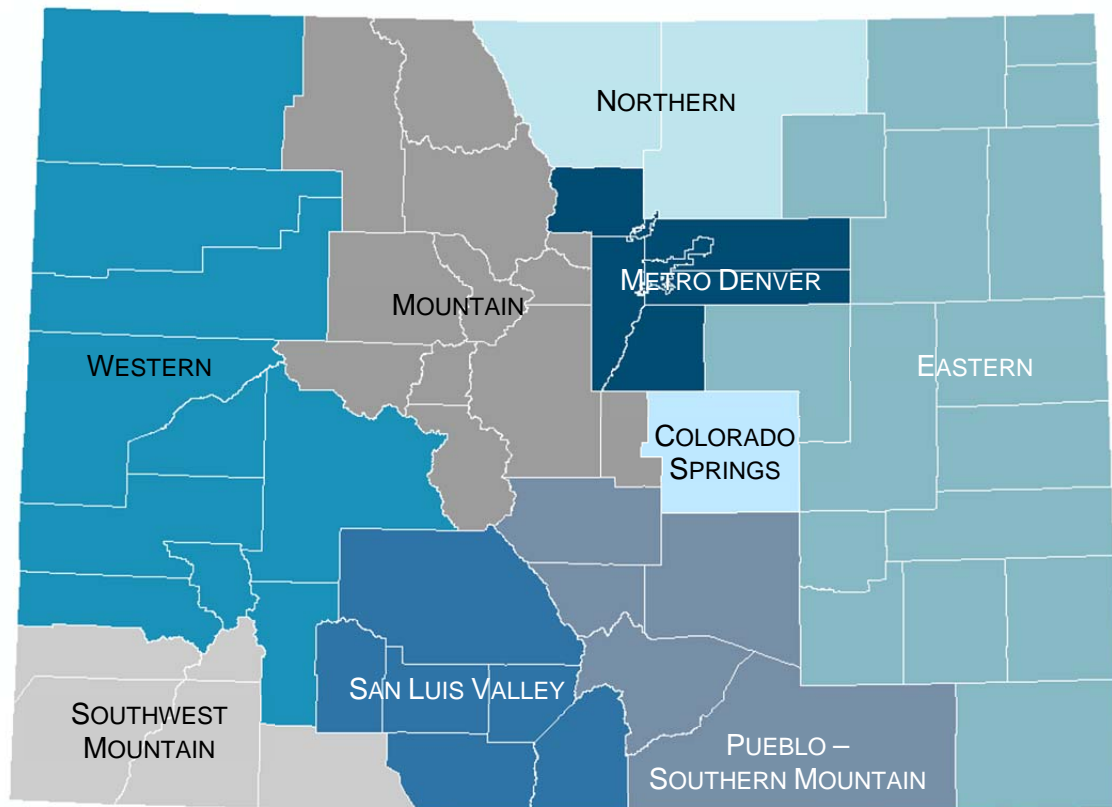 NORTHERN
METRO DENVER
MOUNTAIN
WESTERN
EASTERN
COLORADO
SPRINGS
SAN LUIS VALLEY
SOUTHWEST
MOUNTAIN
PUEBLO –
SOUTHERN MOUNTAIN